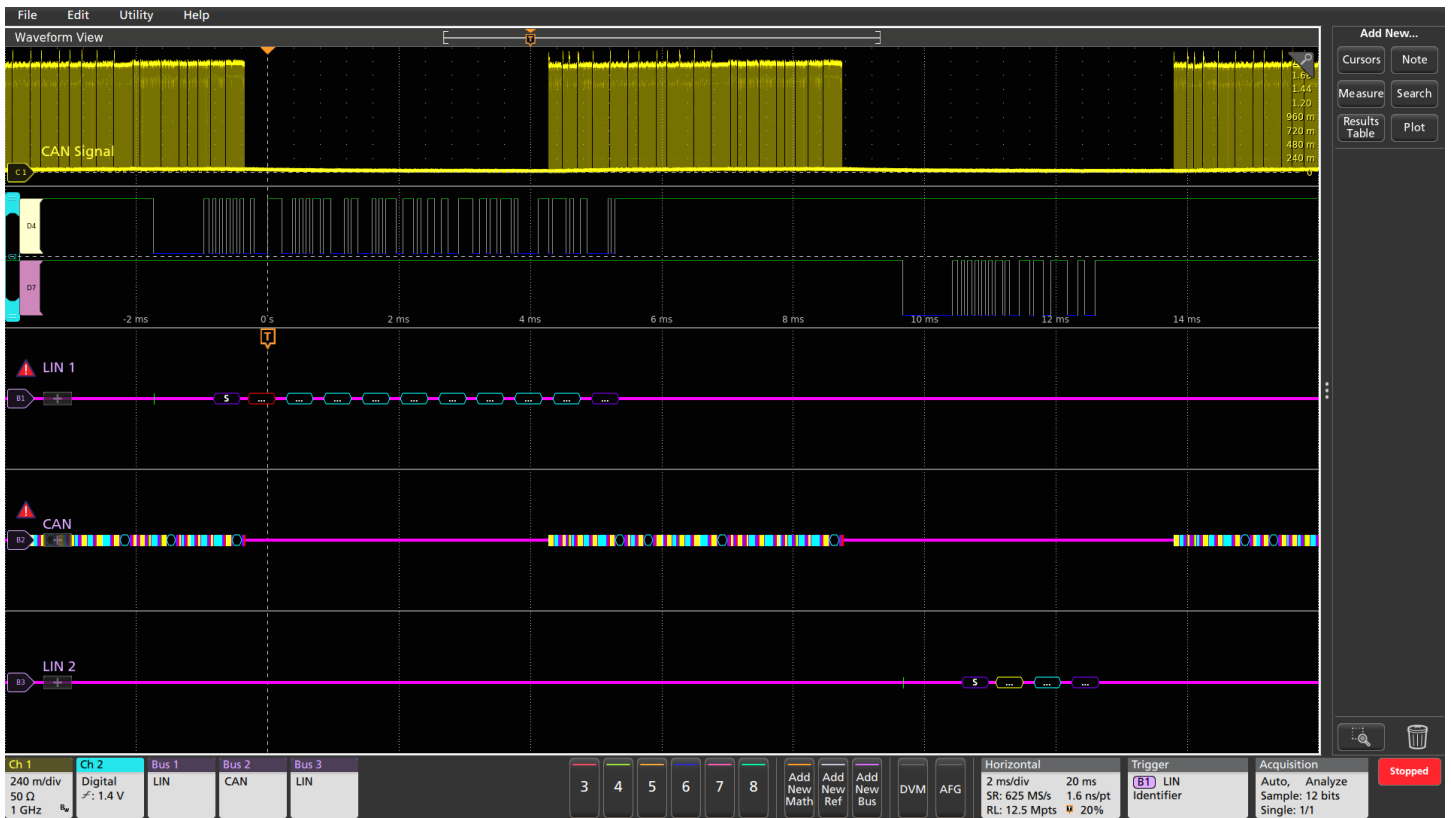 File Edit Utility Help
Waveform View
Add New...
Cursors Note
Measure Search
Results Table Plot
1.44
1.20
960 m
720 m
480 m
240 m
0
CAN Signal
C 1
D4
D7
-2 ms 0 s 2 ms 4 ms 6 ms 8 ms 10 ms 12 ms 14 ms
T
T
LIN 1
B1 S ... ... ... ... ... ... ... ... ... ...
CAN
B2
LIN 2
B3 S ... ... ...
Ch 1
240 m/div
50 Ω
1 GHz Bw
Ch 2
Digital
: 1.4 V
Bus 1
LIN
Bus 2
CAN
Bus 3
LIN
3 4 5 6 7 8
Add New Math
Add New Ref
Add New Bus
DVM
AFG
Horizontal
2 ms/div 20 ms
SR: 625 MS/s 1.6 ns/pt
RL: 12.5 Mpts 20%
Trigger
B1 LIN
Identifier
Acquisition
Auto, Analyze
Sample: 12 bits
Single: 1/1
Stopped